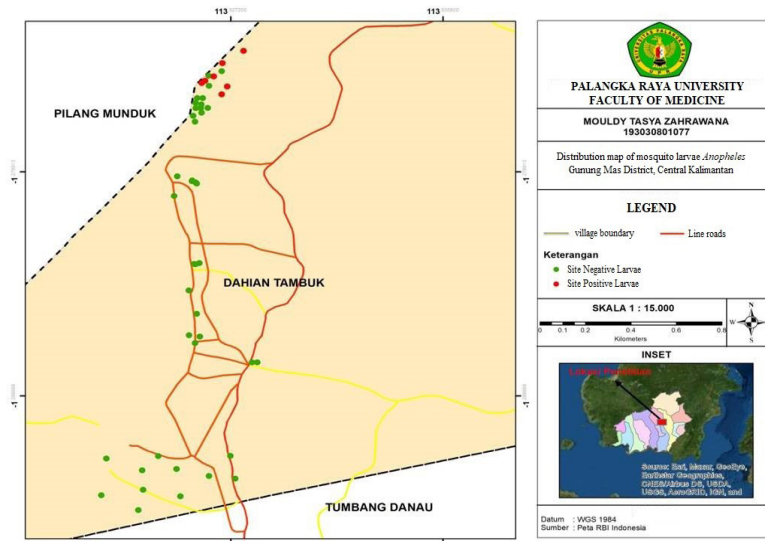 113
PILANG MUNDUK
DAHIAN TAMBUK
TUMBANG DANAU
PALANGKA RAYA UNIVERSITY
FACULTY OF MEDICINE
MOULDY TASYA ZAHRAWANA
193030801077
Distribution map of mosquito larvae Anopheles
Gunung Mas District, Central Kalimantan
LEGEND
village boundary
Line roads
Keterangan
Site Negative Larvae
Site Positive Larvae
SKALA 1 : 15.000
0 0.1 0.2 0.4 0.6 0.8
Kilometers
N
W E
S
INSET
Lokasi Penelitian
Source: Esri, Maxar, GeoEye,
Earthstar Geographics,
CNES/Airbus DS, USDA,
USGS, AeroGRID, IGN, and
Datum : WGS 1984
Sumber : Peta RBI Indonesia